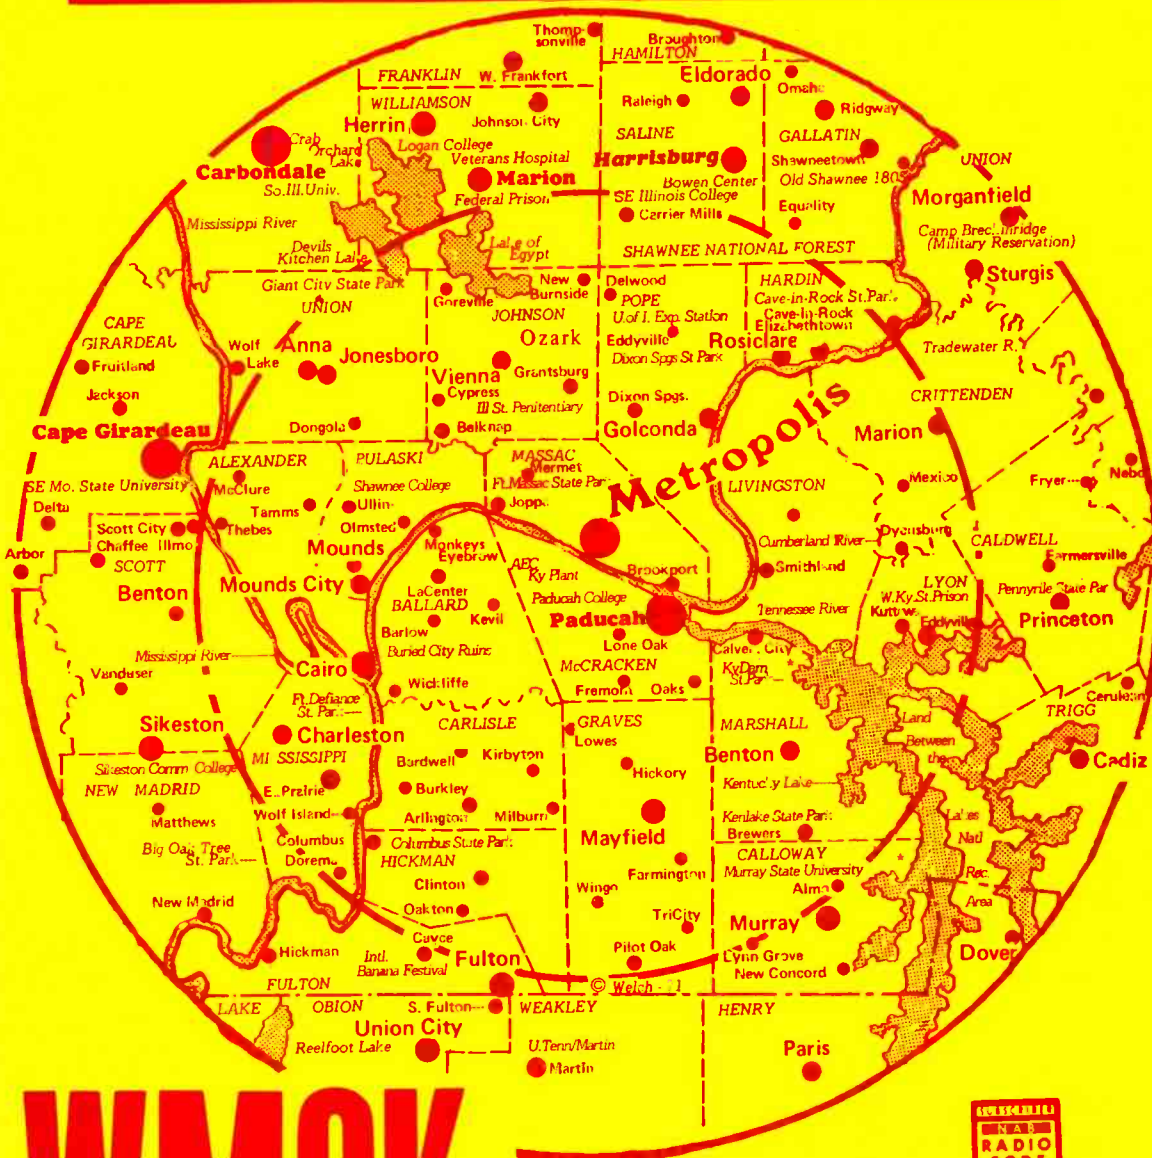 Thomp-
sonville
Broughton
HAMILTON
FRANKLIN
W. Frankfort
Eldorado
Omaha
WILLIAMSON
Raleigh
Ridgway
Herrin
Johnson City
SALINE
GALLATIN
Crab
Orchard
Lake
Logan College
Carbondale
Veterans Hospital
Harrisburg
Shawneetown
UNION
So.Ill.Univ.
Marion
Bowen Center
Old Shawnee 180
Morganfield
Federal Prison
SE Illinois College
Equality
Mississippi River
Carrier Mills
Camp Breckinridge
(Military Reservation)
Devils
Kitchen Lake
Lake of
Egypt
SHAWNEE NATIONAL FOREST
Sturgis
Giant City State Park
Goreville
New
Burnside
Delwood
HARDIN
UNION
JOHNSON
POPE
Cave-in-Rock St.Park
CAPE
GIRARDEAU
U.of I. Exp. Station
Cave-In-Rock
Elizabethtown
Wolf
Lake
Anna
Jonesboro
Ozark
Eddyville
Rosiclare
Tradewater R.
Fruitland
Vienna
Grantsburg
Dixon Spgs St Park
Jackson
Cypress
Ill St. Penitentiary
Dixon Spgs.
CRITTENDEN
Cape Girardeau
Dongola
Belknap
Golconda
Metropolis
Marion
ALEXANDER
PULASKI
MASSAC
Mermet
SE Mo. State University
McClure
Shawnee College
Ft.Massac State Park
LIVINGSTON
Mexico
Fryer
Nebo
Delta
Tamms
Ullin
Joppa
Scott City
Thebes
Olmsted
Chaffee Illmo
Mounds
Monkeys
Eyebrow
Cumberland River
Dycusburg
CALDWELL
Arbor
SCOTT
AEC
Ky Plant
Brookport
Smithland
Farmersville
Benton
Mounds City
LaCenter
Paducah College
LYON
Pennyrile State Par
BALLARD
Kevil
Paducah
Tennessee River
W.Ky St.Prison
Kuttawa
Eddyville
Princeton
Barlow
Lone Oak
Calvert City
Mississippi River
Buried City Ruins
McCRACKEN
Ky Dam
St.Park
Vanduser
Cairo
Wickliffe
Fremont
Oaks
Cerulean
Ft.Defiance
St. Park
TRIGG
Sikeston
Charleston
CARLISLE
GRAVES
MARSHALL
Land
Between
the
Lakes
Natl
Rec.
Area
Lowes
Sikeston Comm College
MISSISSIPPI
Bardwell
Kirbyton
Benton
Cadiz
NEW MADRID
E. Prairie
Burkley
Hickory
Kentucky Lake
Matthews
Wolf Island
Arlington
Milburn
Mayfield
Kenlake State Park
Big Oak Tree
St. Park
Columbus
Columbus State Park
Brewers
Dorena
HICKMAN
CALLOWAY
Clinton
Farmington
Murray State University
New Madrid
Oakton
Wingo
Almo
TriCity
Murray
Hickman
Cayce
Pilot Oak
Lynn Grove
Dover
Intl.
Banana Festival
Fulton
New Concord
FULTON
© Welch - 71
LAKE
OBION
S. Fulton
WEAKLEY
HENRY
Union City
Reelfoot Lake
U.Tenn/Martin
Paris
Martin
WMOK
SUBSCRIBER
NAB
RADIO
CODE